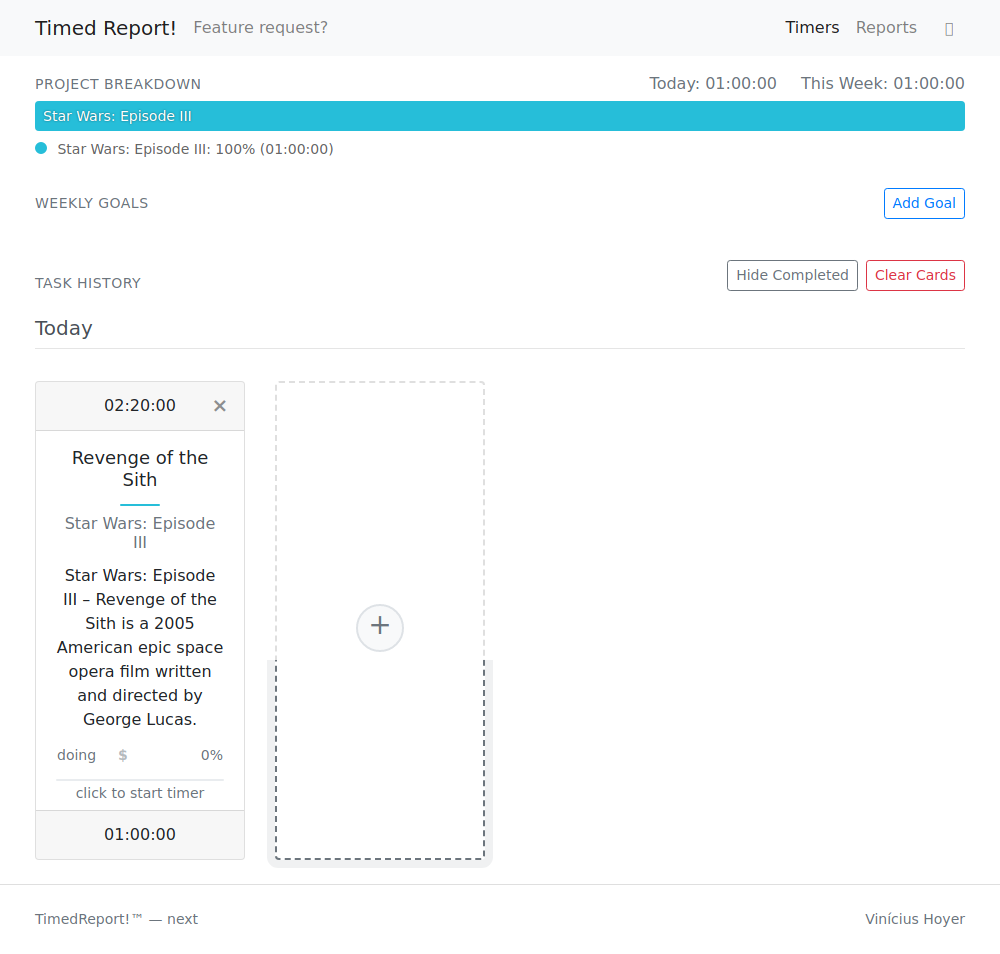 Timed Report! Feature request? Timers Reports
PROJECT BREAKDOWN Today: 01:00:00 This Week: 01:00:00
Star Wars: Episode III
Star Wars: Episode III: 100% (01:00:00)
WEEKLY GOALS Add Goal
TASK HISTORY Hide Completed Clear Cards
Today
02:20:00 ×
Revenge of the
Sith
Star Wars: Episode
III
Star Wars: Episode
III – Revenge of the
Sith is a 2005
American epic space
opera film written
and directed by
George Lucas.
doing $ 0%
click to start timer
01:00:00
+
TimedReport!™ — next Vinícius Hoyer